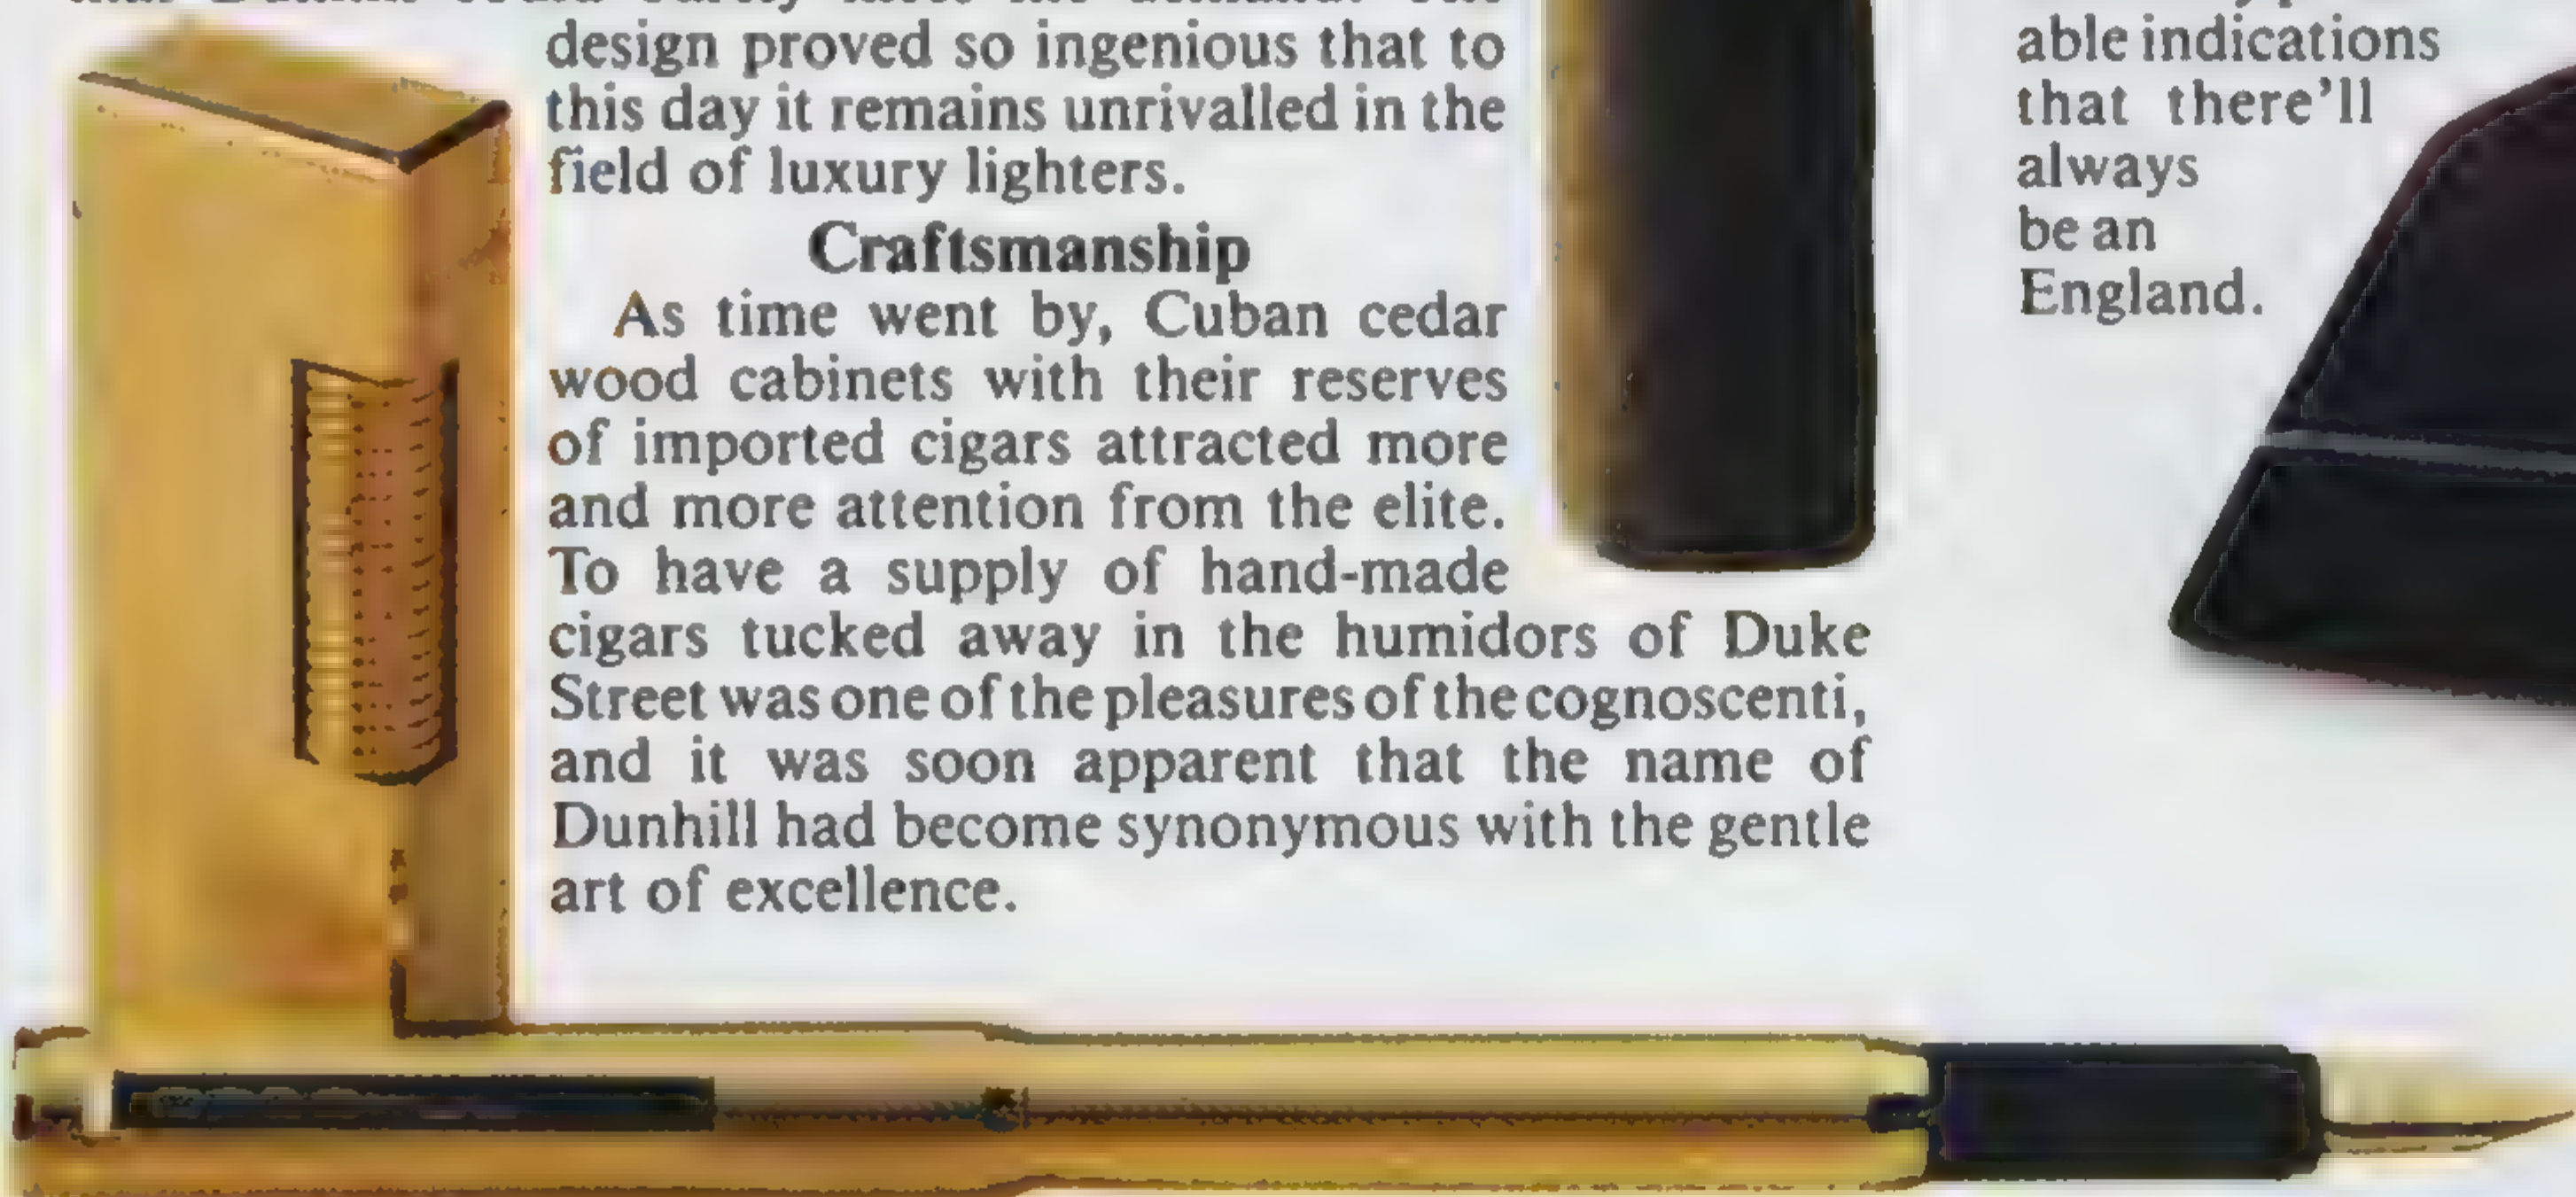 design proved so ingenious that to
this day it remains unrivalled in the
field of luxury lighters.
Craftsmanship
As time went by, Cuban cedar
wood cabinets with their reserves
of imported cigars attracted more
and more attention from the elite.
To have a supply of hand-made
cigars tucked away in the humidors of Duke
Street was one of the pleasures of the cognoscenti,
and it was soon apparent that the name of
Dunhill had become synonymous with the gentle
art of excellence.
able indications
that there'll
always
be an
England.